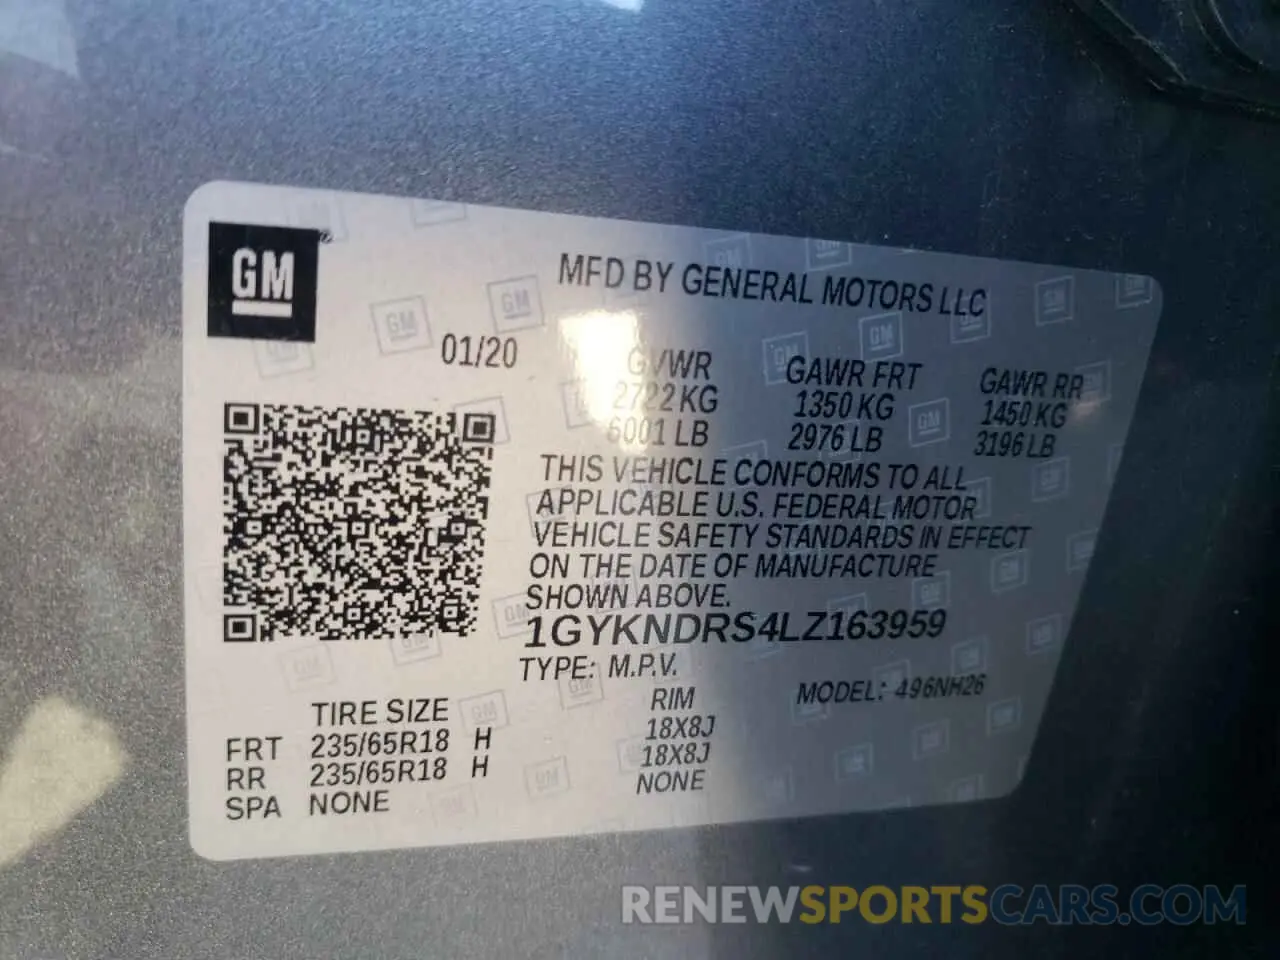 GM
MFD BY GENERAL MOTORS LLC
01/20
GVWR GAWR FRT GAWR RR
2722 KG 1350 KG 1450 KG
6001 LB 2976 LB 3196 LB
THIS VEHICLE CONFORMS TO ALL
APPLICABLE U.S. FEDERAL MOTOR
VEHICLE SAFETY STANDARDS IN EFFECT
ON THE DATE OF MANUFACTURE
SHOWN ABOVE.
1GYKNDRS4LZ163959
TYPE: M.P.V. MODEL: 496NH26
TIRE SIZE RIM
FRT 235/65R18 H 18X8J
RR 235/65R18 H 18X8J
SPA NONE NONE
RENEWSPORTSCARS.COM